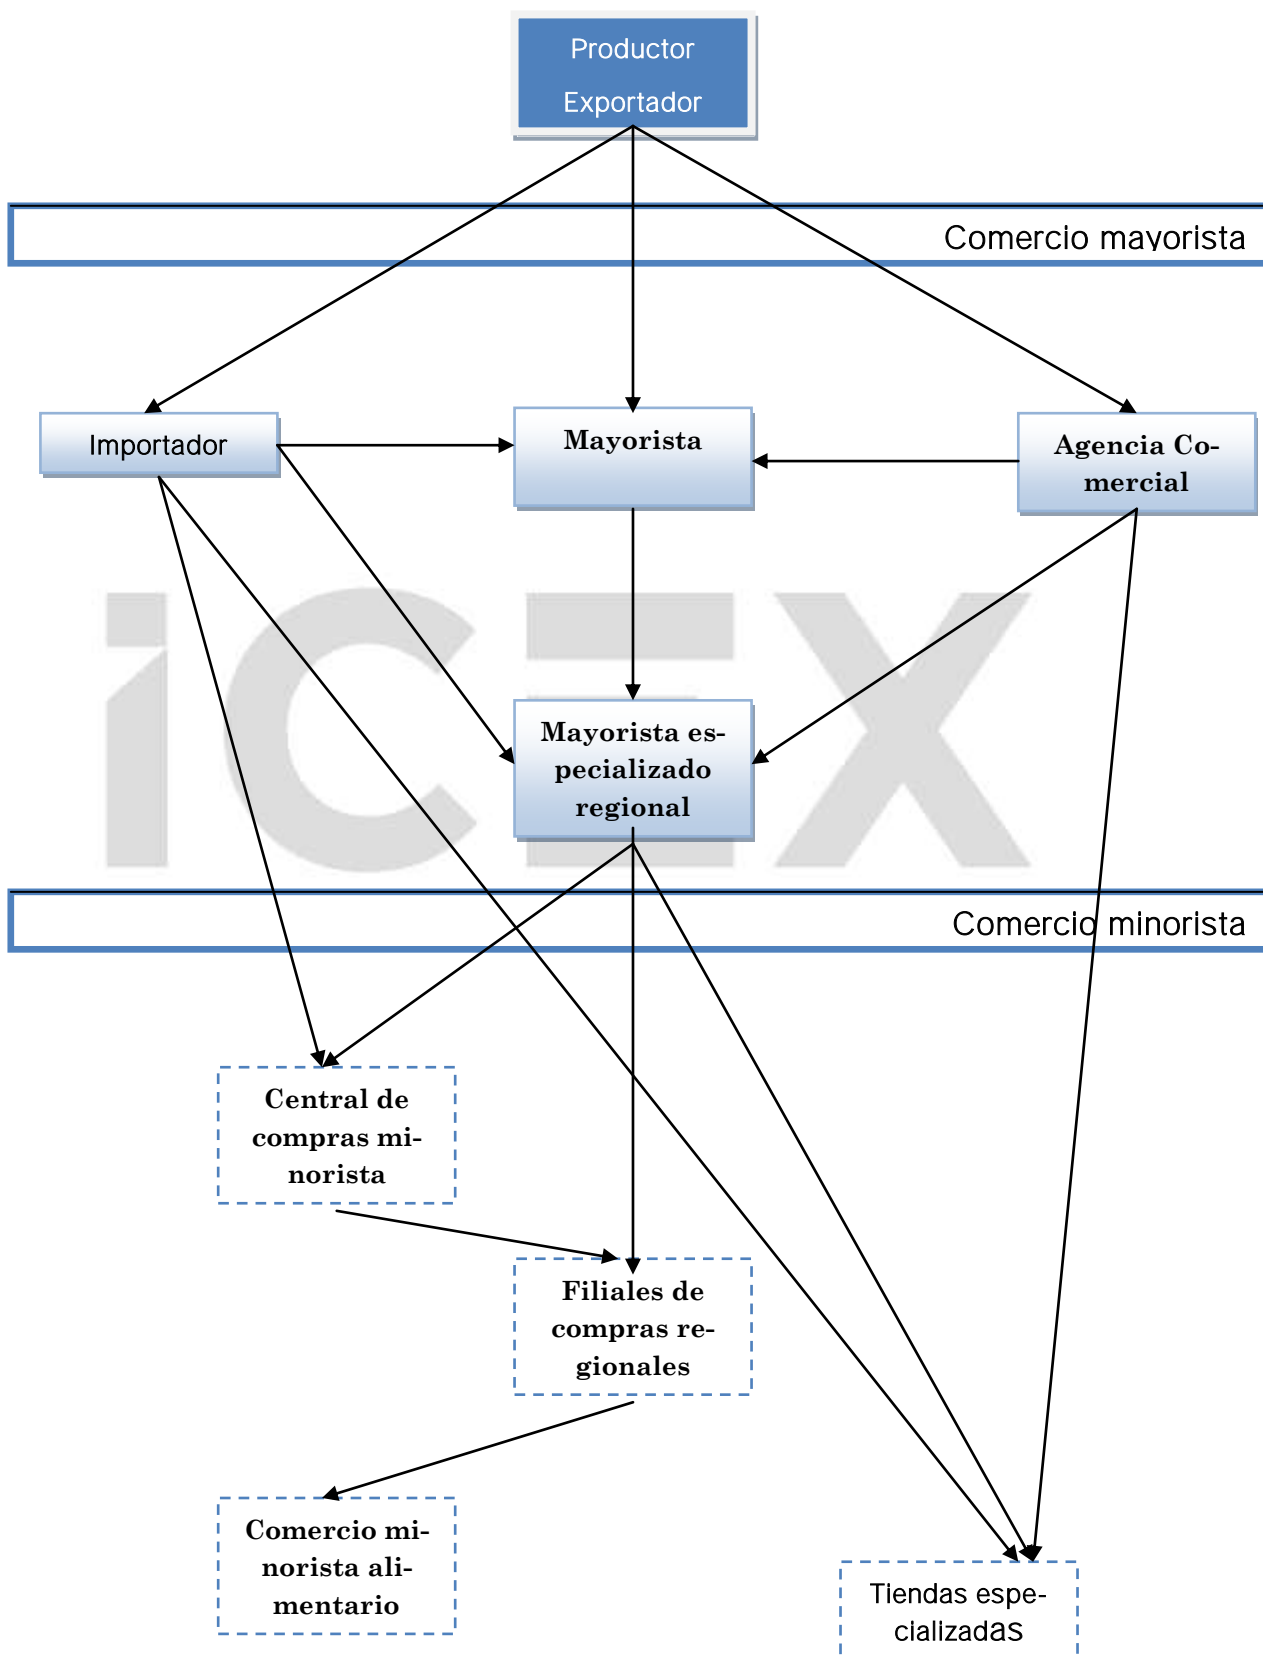 Productor
Exportador
Comercio mayorista
Importador
Mayorista
Agencia Co-
mercial
iCEX
Mayorista es-
pecializado
regional
Comercio minorista
Central de
compras mi-
norista
Filiales de
compras re-
gionales
Comercio mi-
norista ali-
mentario
Tiendas espe-
cializadas